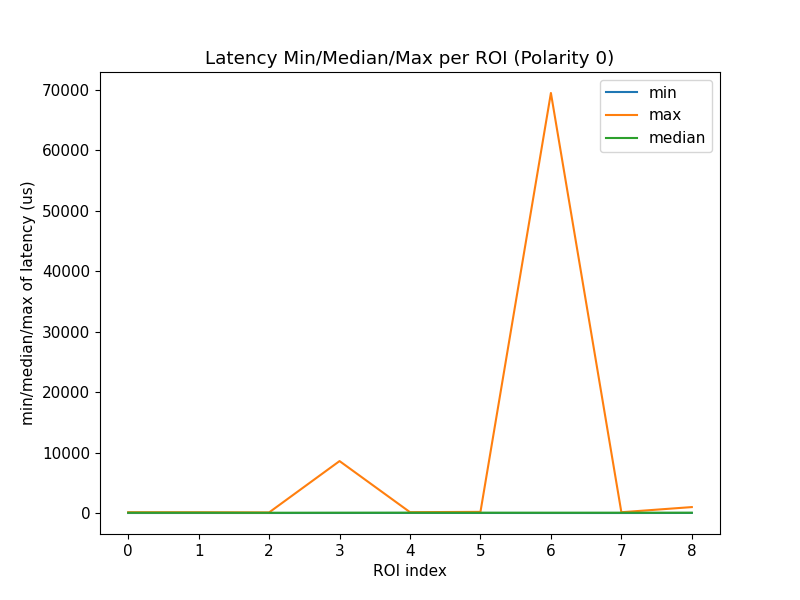 Latency Min/Median/Max per ROI (Polarity 0)
min
max
median
min/median/max of latency (us)
70000
60000
50000
40000
30000
20000
10000
0
0 1 2 3 4 5 6 7 8
ROI index